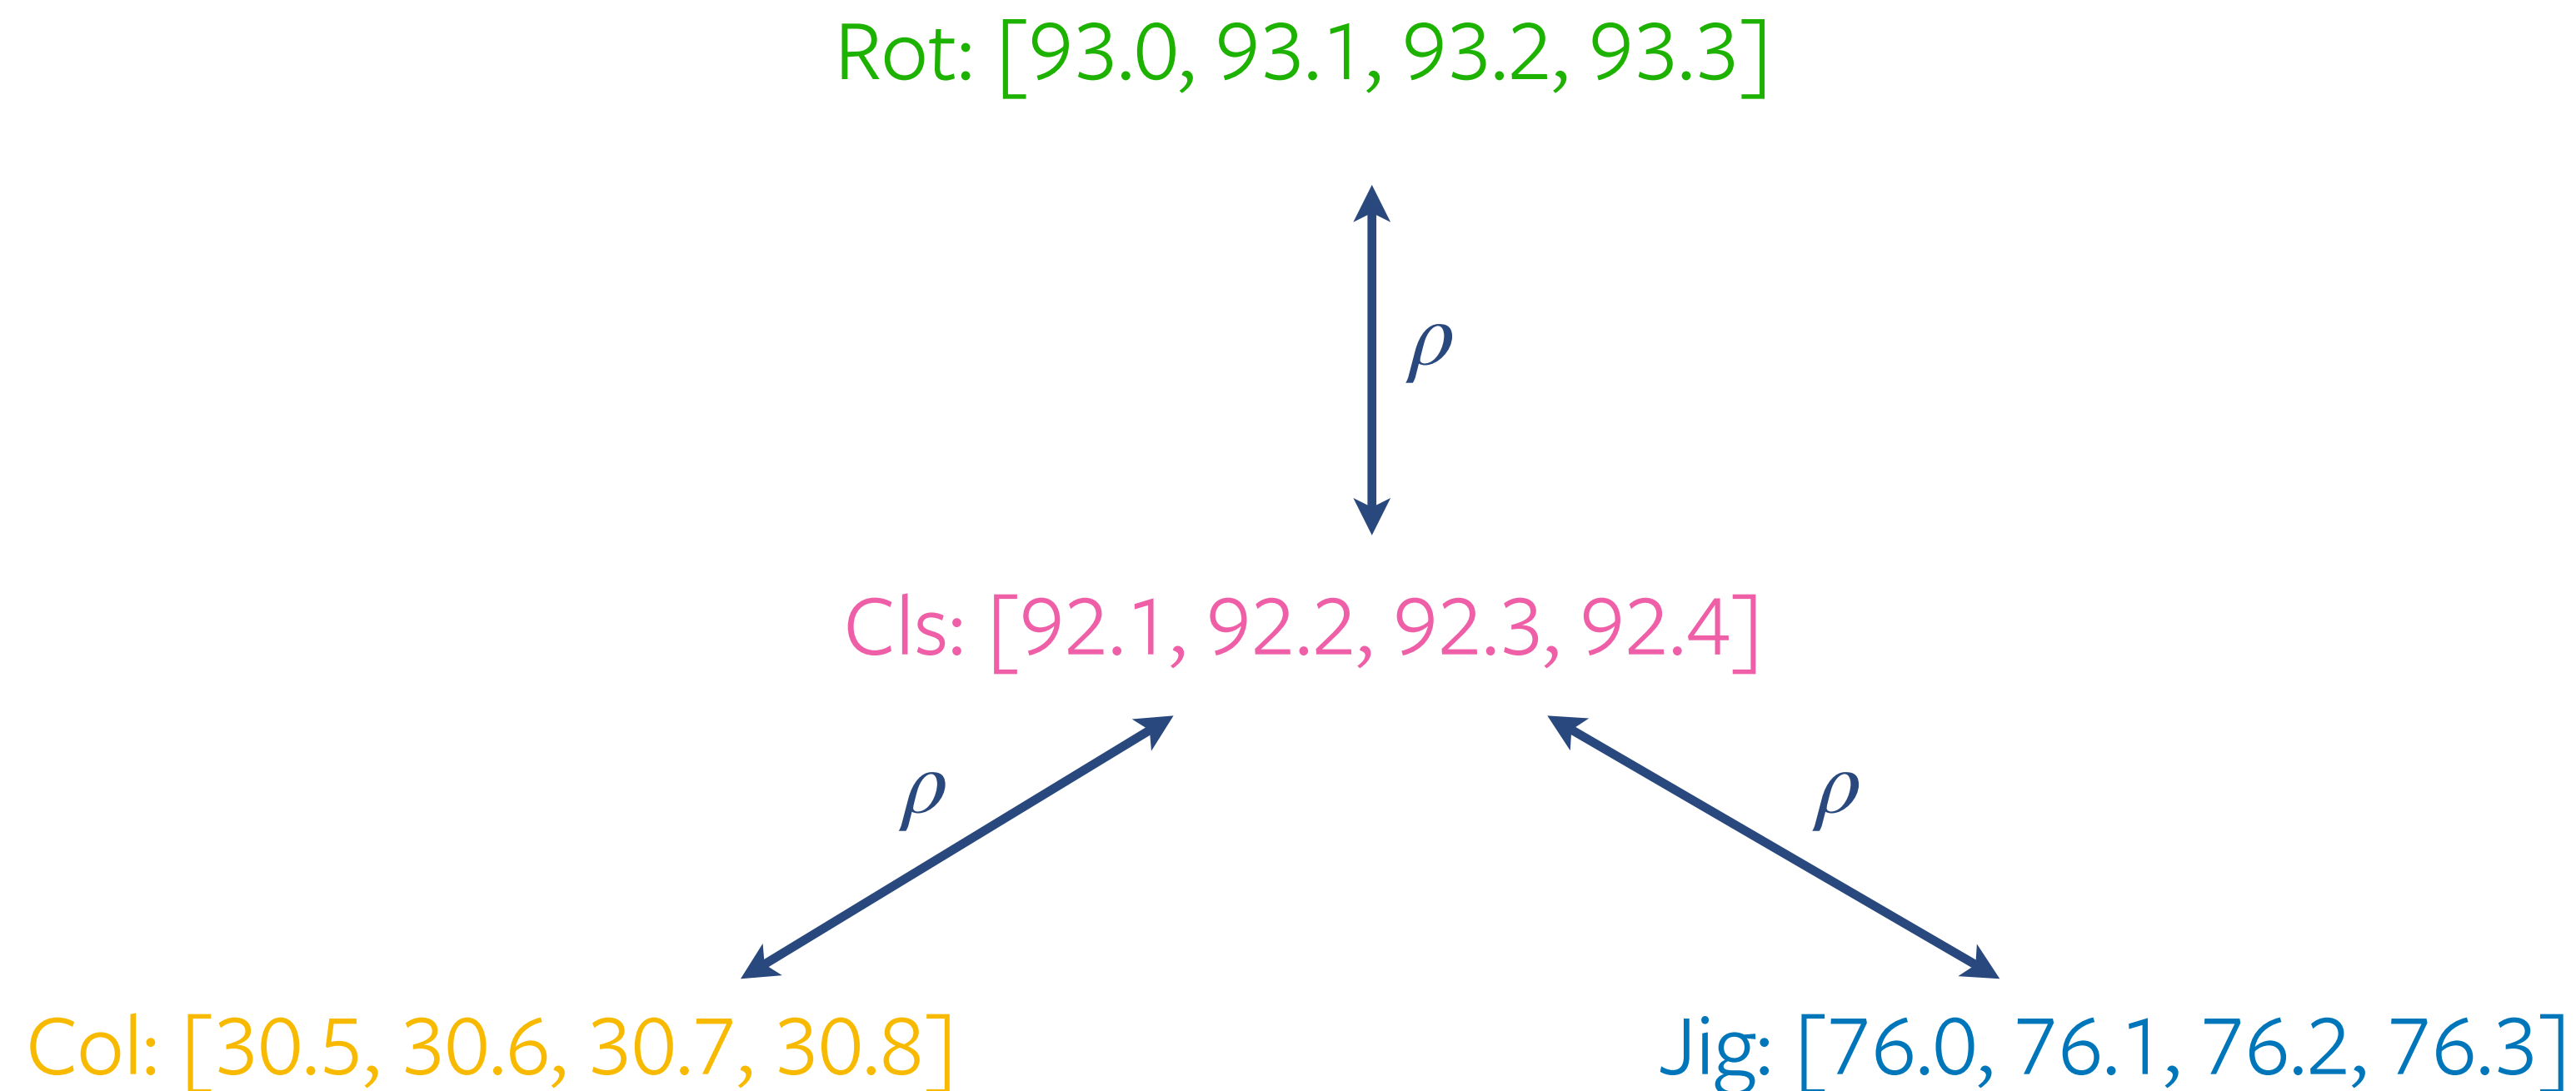 Rot: [93.0, 93.1, 93.2, 93.3]
ρ
Cls: [92.1, 92.2, 92.3, 92.4]
ρ
ρ
Col: [30.5, 30.6, 30.7, 30.8]
Jig: [76.0, 76.1, 76.2, 76.3]